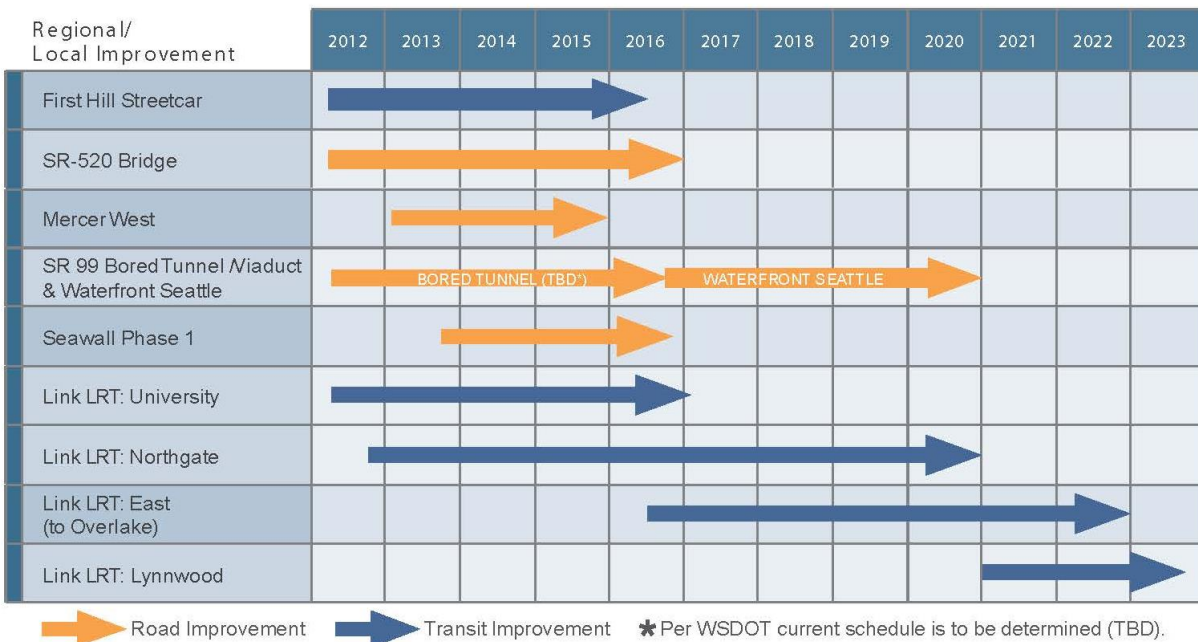 Regional/
Local Improvement
2012 2013 2014 2015 2016 2017 2018 2019 2020 2021 2022 2023
First Hill Streetcar
SR-520 Bridge
Mercer West
SR 99 Bored Tunnel /Viaduct
& Waterfront Seattle
BORED TUNNEL (TBD*) WATERFRONT SEATTLE
Seawall Phase 1
Link LRT: University
Link LRT: Northgate
Link LRT: East
(to Overlake)
Link LRT: Lynnwood
Road Improvement Transit Improvement * Per WSDOT current schedule is to be determined (TBD).